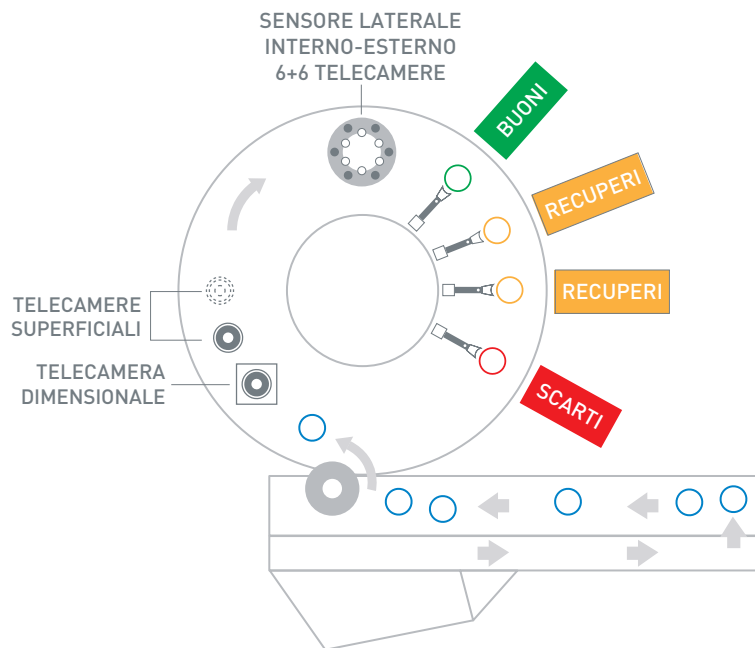 SENSORE LATERALE
INTERNO-ESTERNO
6+6 TELECAMERE
BUONI
RECUPERI
RECUPERI
SCARTI
TELECAMERE
SUPERFICIALI
TELECAMERA
DIMENSIONALE